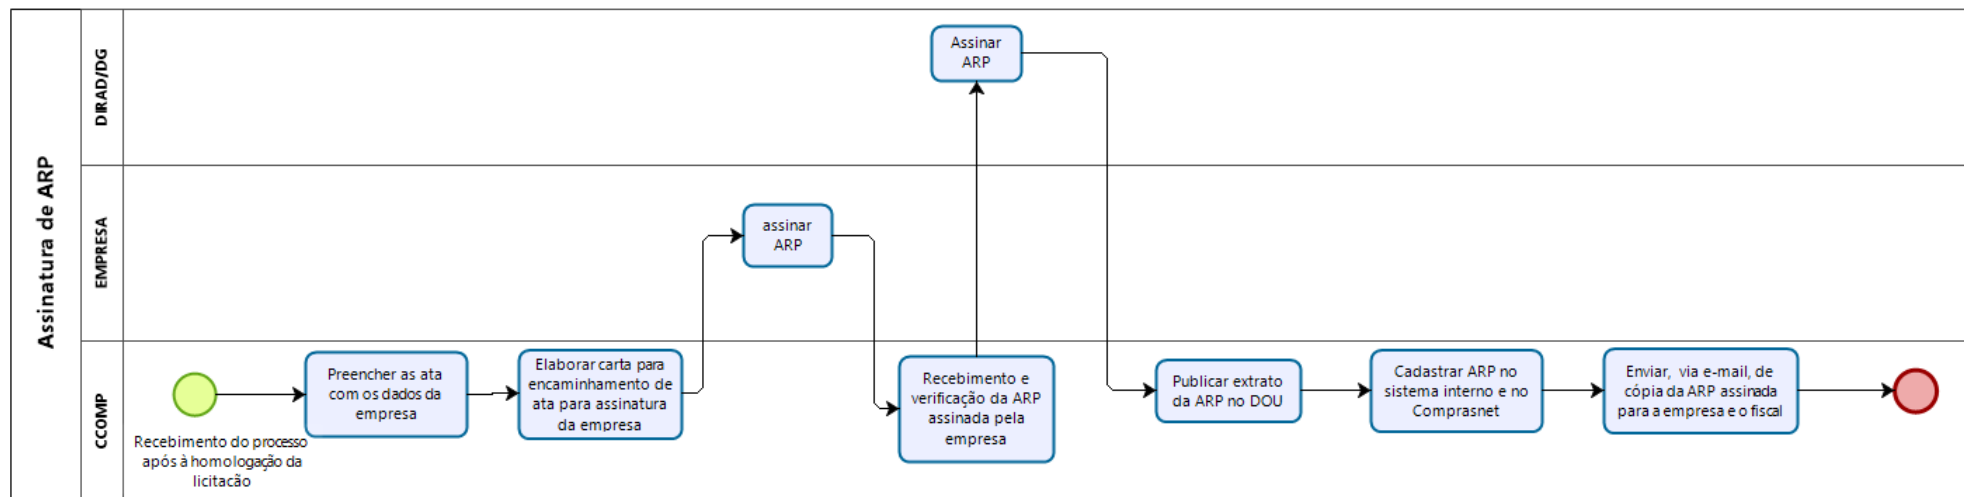 Assinatura de ARP
DIRAD/DG
Assinar
ARP
EMPRESA
assinar
ARP
CCOMP
Recebimento do processo
após à homologação da
licitacão
Preencher as ata
com os dados da
empresa
Elaborar carta para
encaminhamento de
ata para assinatura
da empresa
Recebimento e
verificação da ARP
assinada pela
empresa
Publicar extrato
da ARP no DOU
Cadastrar ARP no
sistema interno e no
Comprasnet
Enviar, via e-mail, de
cópia da ARP assinada
para a empresa e o fiscal